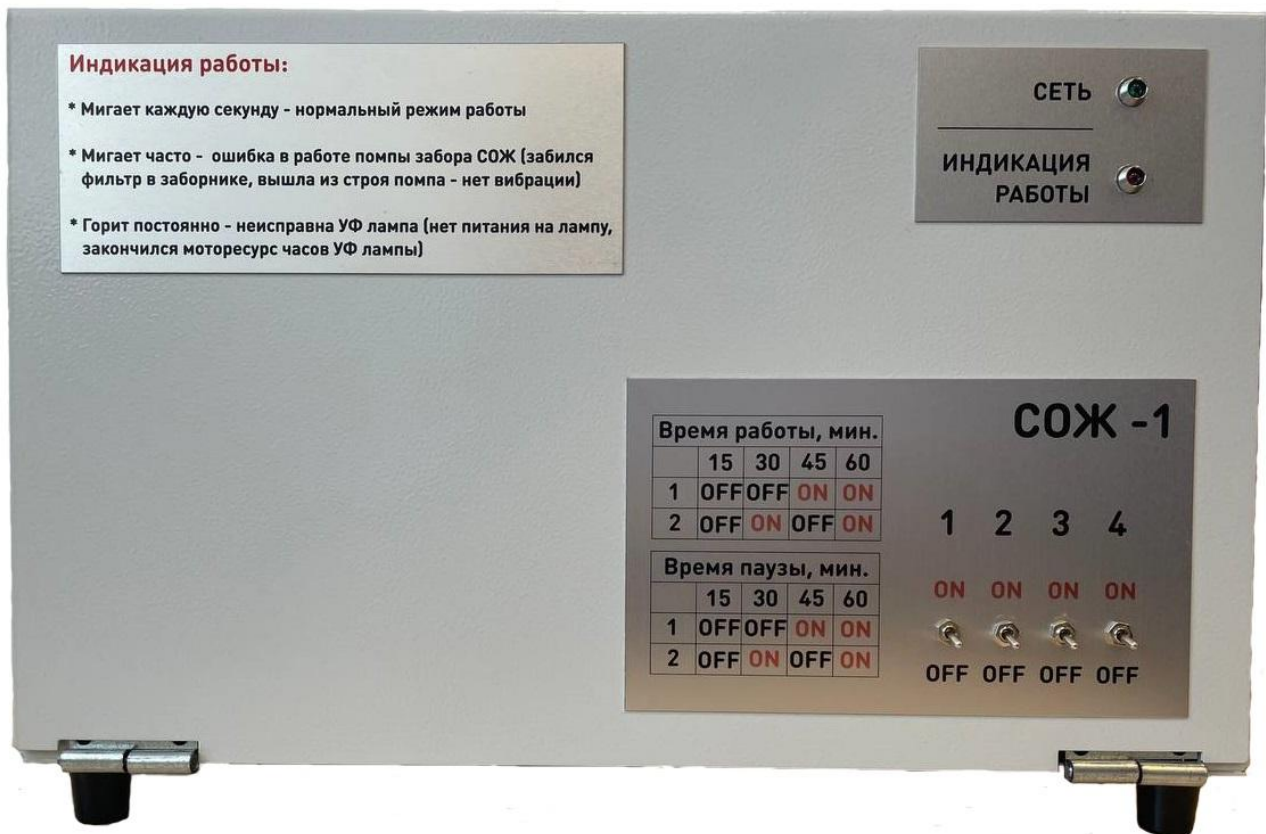 Индикация работы:
* Мигает каждую секунду - нормальный режим работы
* Мигает часто - ошибка в работе помпы забора СОЖ (забился
фильтр в заборнике, вышла из строя помпа - нет вибрации)
* Горит постоянно - неисправна УФ лампа (нет питания на лампу,
закончился моторесурс часов УФ лампы)
СЕТЬ
ИНДИКАЦИЯ
РАБОТЫ
СОЖ -1
Время работы, мин.
15 30 45 60
1 OFF OFF ON ON
2 OFF ON OFF ON
Время паузы, мин.
15 30 45 60
1 OFF OFF ON ON
2 OFF ON OFF ON
1 2 3 4
ON ON ON ON
OFF OFF OFF OFF